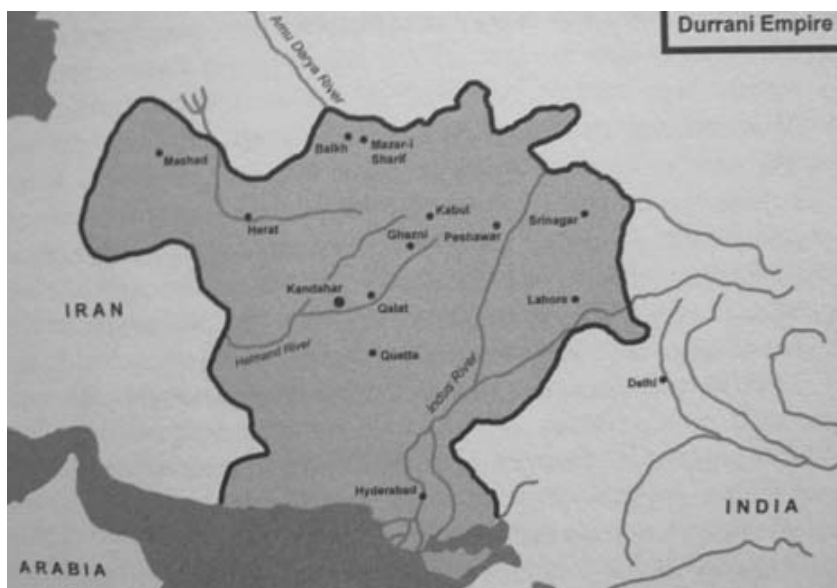 Durrani Empire
Amu Darya River
Balkh
Mazar-i
Sharif
Mashad
Herat
Kabul
Ghazni
Peshawar
Srinagar
Kandahar
Qalat
Lahore
IRAN
Helmand River
Quetta
Indus River
Delhi
Hyderabad
INDIA
ARABIA